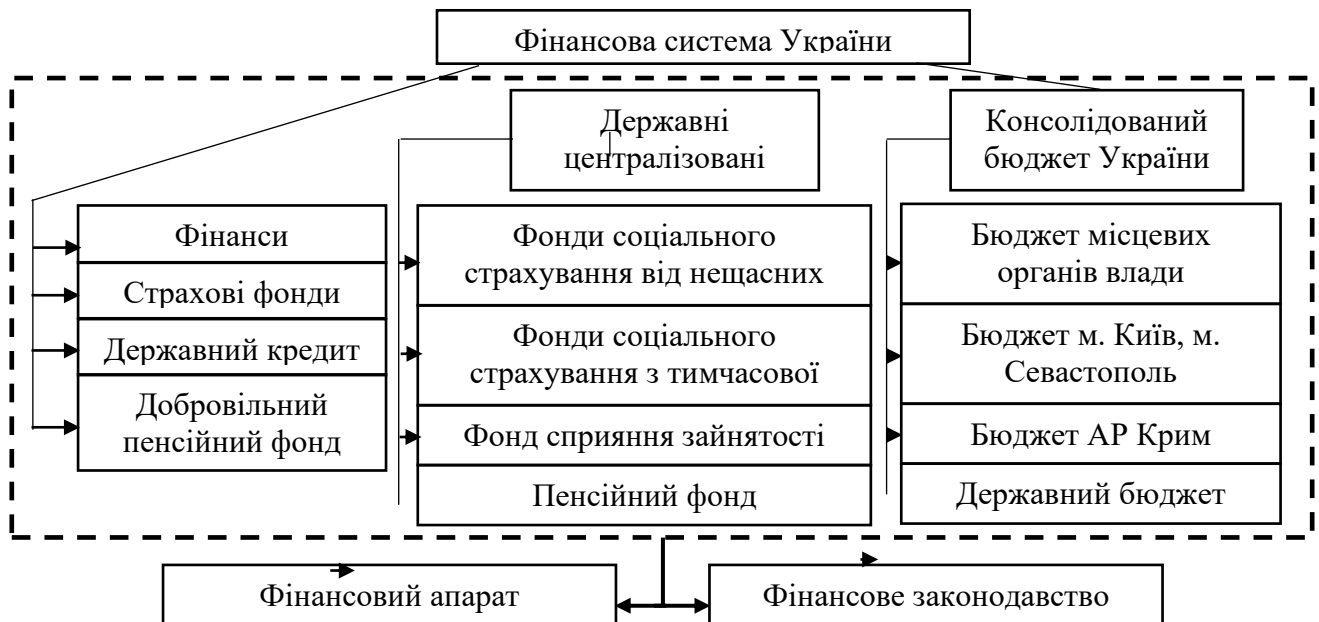 Фінансова система України
Державні
централізовані
Консолідований
бюджет України
Фінанси
Страхові фонди
Державний кредит
Добровільний
пенсійний фонд
Фонди соціального
страхування від нещасних
Фонди соціального
страхування з тимчасової
Фонд сприяння зайнятості
Пенсійний фонд
Бюджет місцевих
органів влади
Бюджет м. Київ, м.
Севастополь
Бюджет АР Крим
Державний бюджет
Фінансовий апарат
Фінансове законодавство